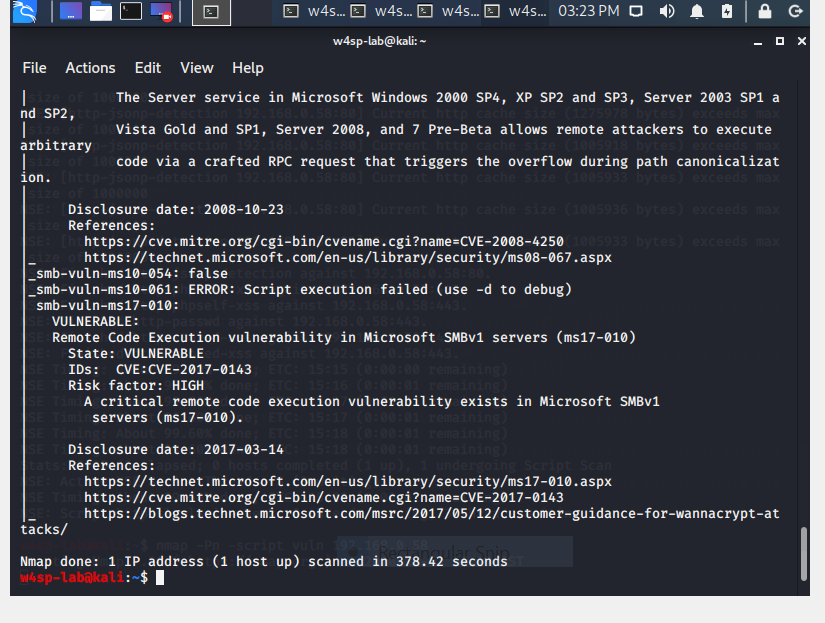 w4s... w4s... w4s... w4s... 03:23 PM
w4sp-lab@kali: ~
File Actions Edit View Help
| The Server service in Microsoft Windows 2000 SP4, XP SP2 and SP3, Server 2003 SP1 a
nd SP2,
| Vista Gold and SP1, Server 2008, and 7 Pre-Beta allows remote attackers to execute
arbitrary
| code via a crafted RPC request that triggers the overflow during path canonicalizat
ion.
|
| Disclosure date: 2008-10-23
| References:
| https://cve.mitre.org/cgi-bin/cvename.cgi?name=CVE-2008-4250
|_ https://technet.microsoft.com/en-us/library/security/ms08-067.aspx
|_smb-vuln-ms10-054: false
|_smb-vuln-ms10-061: ERROR: Script execution failed (use -d to debug)
| smb-vuln-ms17-010:
| VULNERABLE:
| Remote Code Execution vulnerability in Microsoft SMBv1 servers (ms17-010)
| State: VULNERABLE
| IDs: CVE:CVE-2017-0143
| Risk factor: HIGH
| A critical remote code execution vulnerability exists in Microsoft SMBv1
| servers (ms17-010).
|
| Disclosure date: 2017-03-14
| References:
| https://technet.microsoft.com/en-us/library/security/ms17-010.aspx
| https://cve.mitre.org/cgi-bin/cvename.cgi?name=CVE-2017-0143
|_ https://blogs.technet.microsoft.com/msrc/2017/05/12/customer-guidance-for-wannacrypt-at
tacks/
Nmap done: 1 IP address (1 host up) scanned in 378.42 seconds
w4sp-lab@kali:~$